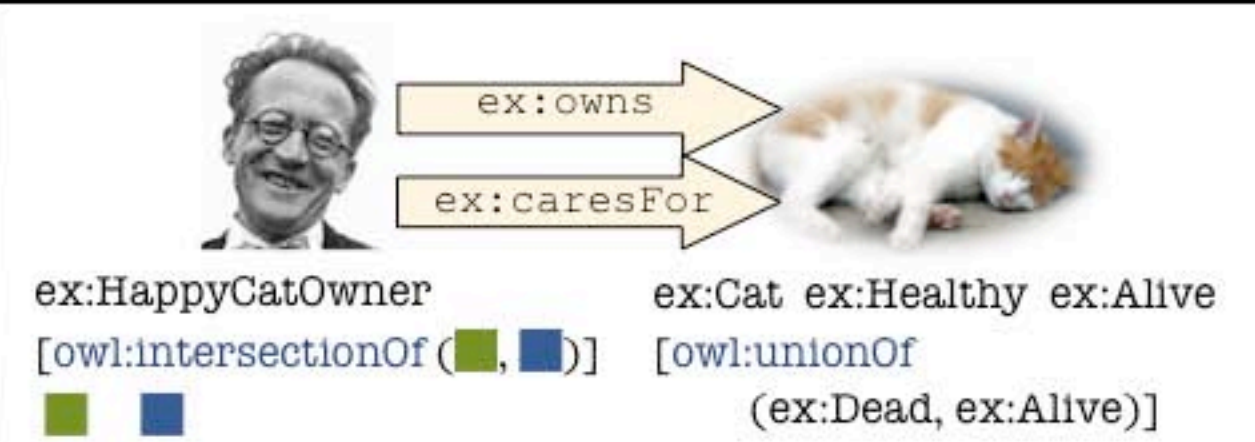 ex:owns
ex:caresFor
ex:HappyCatOwner
[owl:intersectionOf ( , )]
ex:Cat ex:Healthy ex:Alive
[owl:unionOf
(ex:Dead, ex:Alive)]